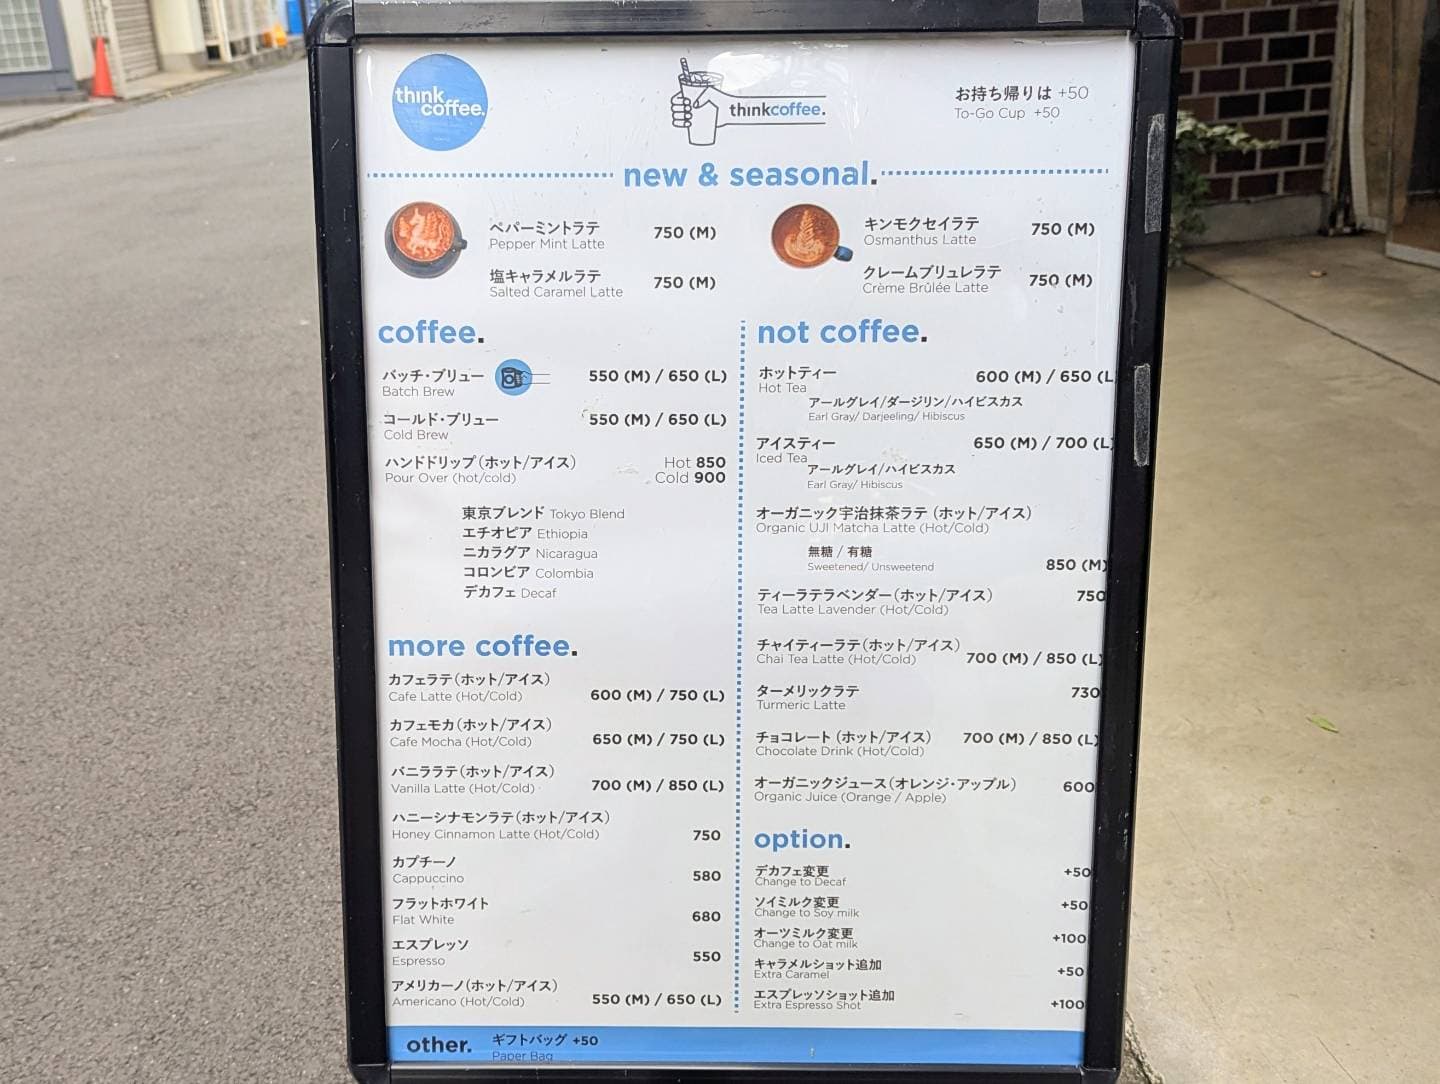 think
coffee.
thinkcoffee.
お持ち帰りは +50
To-Go Cup +50
new & seasonal.
ペパーミントラテ 750 (M)
Pepper Mint Latte
塩キャラメルラテ 750 (M)
Salted Caramel Latte
キンモクセイラテ 750 (M)
Osmanthus Latte
クレームブリュレラテ 750 (M)
Crème Brûlée Latte
coffee.
バッチ・ブリュー 550 (M) / 650 (L)
Batch Brew
コールド・ブリュー 550 (M) / 650 (L)
Cold Brew
ハンドドリップ（ホット/アイス） Hot 850
Pour Over (hot/cold) Cold 900
東京ブレンド Tokyo Blend
エチオピア Ethiopia
ニカラグア Nicaragua
コロンビア Colombia
デカフェ Decaf
more coffee.
カフェラテ（ホット/アイス）
Cafe Latte (Hot/Cold) 600 (M) / 750 (L)
カフェモカ（ホット/アイス）
Cafe Mocha (Hot/Cold) 650 (M) / 750 (L)
バニララテ（ホット/アイス）
Vanilla Latte (Hot/Cold) 700 (M) / 850 (L)
ハニーシナモンラテ（ホット/アイス）
Honey Cinnamon Latte (Hot/Cold) 750
カプチーノ
Cappuccino 580
フラットホワイト
Flat White 680
エスプレッソ
Espresso 550
アメリカーノ（ホット/アイス）
Americano (Hot/Cold) 550 (M) / 650 (L)
not coffee.
ホットティー 600 (M) / 650 (L
Hot Tea
アールグレイ/ダージリン/ハイビスカス
Earl Gray/ Darjeeling/ Hibiscus
アイスティー 650 (M) / 700 (L
Iced Tea
アールグレイ/ハイビスカス
Earl Gray/ Hibiscus
オーガニック宇治抹茶ラテ（ホット/アイス）
Organic UJI Matcha Latte (Hot/Cold)
無糖 / 有糖
Sweetened/ Unsweetend 850 (M)
ティーラテラベンダー（ホット/アイス） 750
Tea Latte Lavender (Hot/Cold)
チャイティーラテ（ホット/アイス）
Chai Tea Latte (Hot/Cold) 700 (M) / 850 (L)
ターメリックラテ 730
Turmeric Latte
チョコレート（ホット/アイス） 700 (M) / 850 (L)
Chocolate Drink (Hot/Cold)
オーガニックジュース（オレンジ・アップル） 600
Organic Juice (Orange / Apple)
option.
デカフェ変更 +50
Change to Decaf
ソイミルク変更 +50
Change to Soy milk
オーツミルク変更 +100
Change to Oat milk
キャラメルショット追加 +50
Extra Caramel
エスプレッソショット追加 +100
Extra Espresso Shot
other. ギフトバッグ +50
Paper Bag